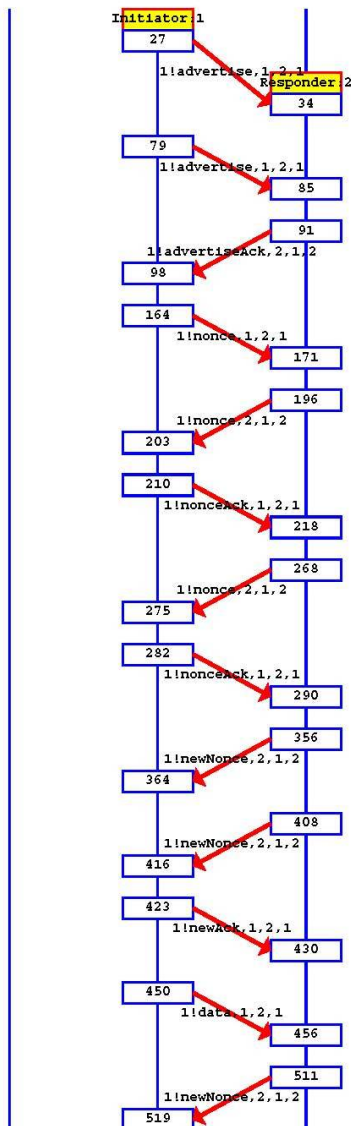 Initiator:1
27
1!advertise,1,2,1
Responder:2
34
79
1!advertise,1,2,1
85
91
1!advertiseAck,2,1,2
98
164
1!nonce,1,2,1
171
196
1!nonce,2,1,2
203
210
1!nonceAck,1,2,1
218
268
1!nonce,2,1,2
275
282
1!nonceAck,1,2,1
290
356
1!newNonce,2,1,2
364
408
1!newNonce,2,1,2
416
423
1!newAck,1,2,1
430
450
1!data,1,2,1
456
511
1!newNonce,2,1,2
519